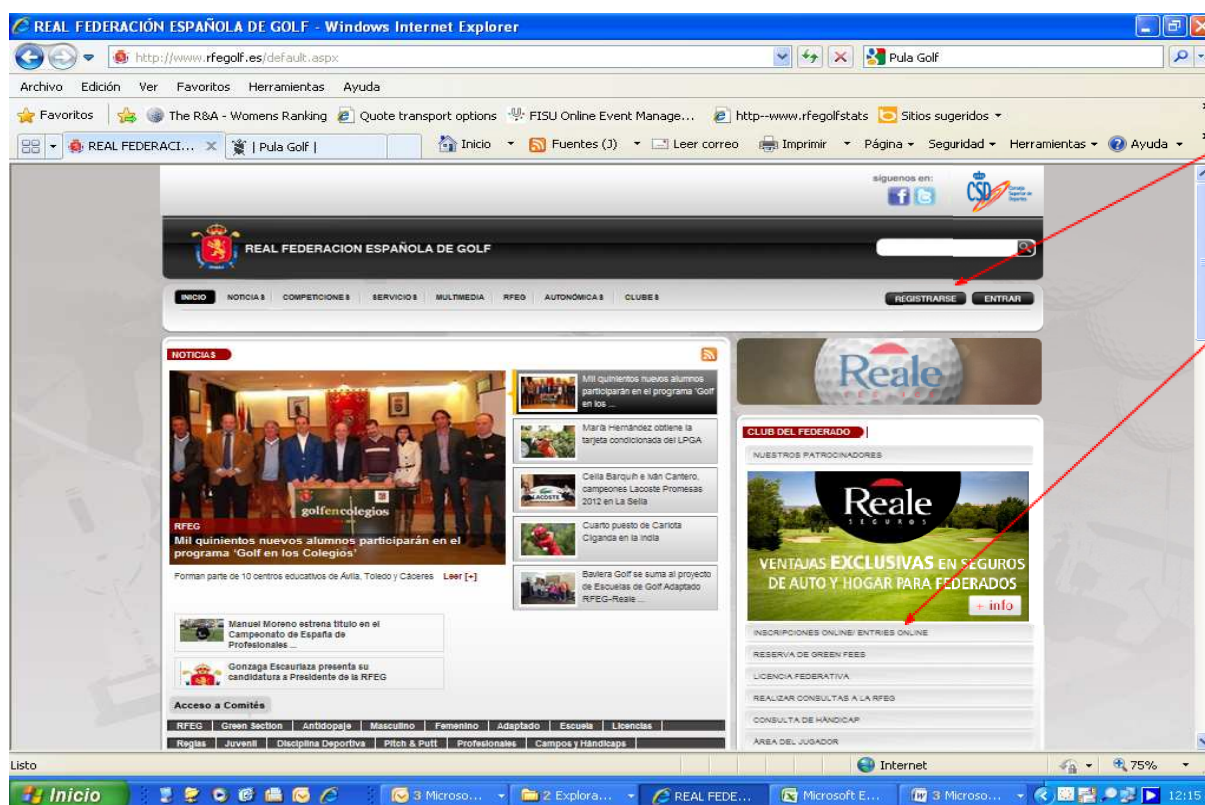 REAL FEDERACIÓN ESPAÑOLA DE GOLF - Windows Internet Explorer
http://www.rfegolf.es/default.aspx
Pula Golf
Archivo Edición Ver Favoritos Herramientas Ayuda
Favoritos The R&A - Womens Ranking Quote transport options FISU Online Event Manage... http--www.rfegolfstats Sitios sugeridos
REAL FEDERACI... | Pula Golf | Inicio Fuentes (J) Leer correo Imprimir Página Seguridad Herramientas Ayuda
síguenos en:
CSD
REAL FEDERACION ESPAÑOLA DE GOLF
INICIO NOTICIAS COMPETICIONES SERVICIOS MULTIMEDIA RFEG AUTONÓMICAS CLUBES
REGISTRARSE ENTRAR
NOTICIAS
golfencolegios
RFEG
Mil quinientos nuevos alumnos participarán en el
programa 'Golf en los Colegios'
Forman parte de 10 centros educativos de Ávila, Toledo y Cáceres Leer [+]
Mil quinientos nuevos alumnos
participarán en el programa 'Golf
en los ...
María Hernández obtiene la
tarjeta condicionada del LPGA
LACOSTE
Celia Barquín e Iván Cantero,
campeones Lacoste Promesas
2012 en La Sella
Cuarto puesto de Carlota
Ciganda en la India
Baviera Golf se suma al proyecto
de Escuelas de Golf Adaptado
RFEG-Reale ...
Manuel Moreno estrena título en el
Campeonato de España de
Profesionales ...
Gonzaga Escauriaza presenta su
candidatura a Presidente de la RFEG
Acceso a Comités
RFEG | Green Section | Antidopaje | Masculino | Femenino | Adaptado | Escuela | Licencias |
Reglas | Juvenil | Disciplina Deportiva | Pitch & Putt | Profesionales | Campos y Hándicaps |
Reale
CLUB DEL FEDERADO
NUESTROS PATROCINADORES
Reale
SEGUROS
VENTAJAS EXCLUSIVAS EN SEGUROS
DE AUTO Y HOGAR PARA FEDERADOS
+ info
INSCRIPCIONES ONLINE/ ENTRIES ONLINE
RESERVA DE GREEN FEES
LICENCIA FEDERATIVA
REALIZAR CONSULTAS A LA RFEG
CONSULTA DE HÁNDICAP
ÁREA DEL JUGADOR
Listo Internet 75%
Inicio 3 Microso... 2 Explora... REAL FEDE... Microsoft E... 3 Microso... 12:15